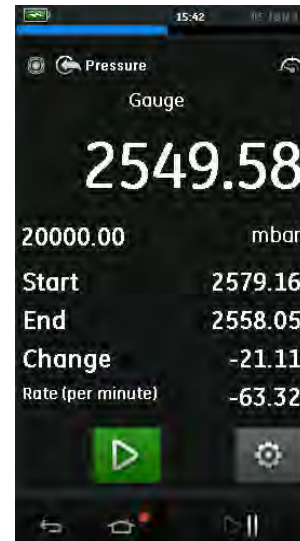 15:42
Pressure
Gauge
2549.58
20000.00 mbar
Start 2579.16
End 2558.05
Change -21.11
Rate (per minute) -63.32